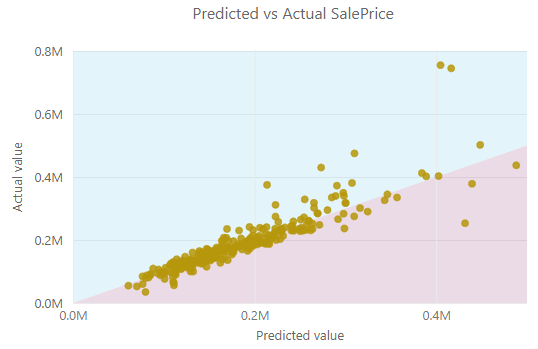 Predicted vs Actual SalePrice
0.8M
0.6M
0.4M
0.2M
0.0M
Actual value
0.0M 0.2M 0.4M
Predicted value